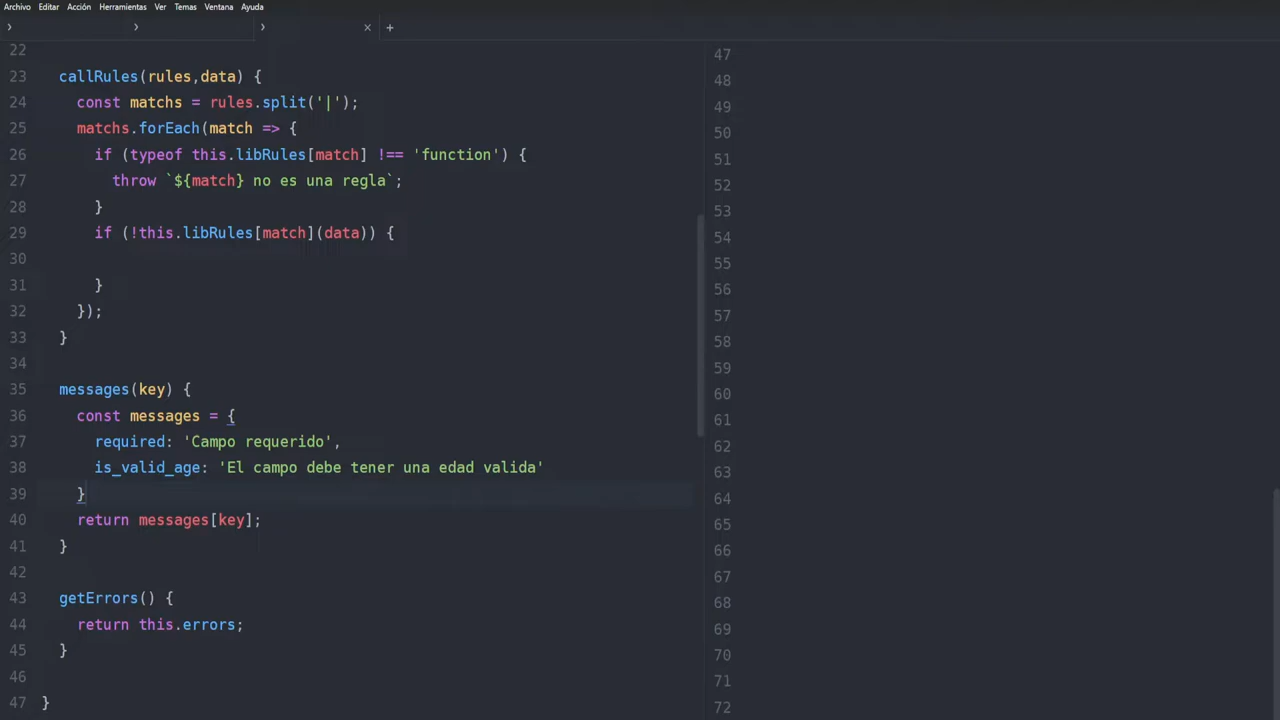 Archivo Editar Acción Herramientas Ver Temas Ventana Ayuda
› › › × +
22
23 callRules(rules,data) {
24 const matchs = rules.split('|');
25 matchs.forEach(match => {
26 if (typeof this.libRules[match] !== 'function') {
27 throw `${match} no es una regla`;
28 }
29 if (!this.libRules[match](data)) {
30
31 }
32 });
33 }
34
35 messages(key) {
36 const messages = {
37 required: 'Campo requerido',
38 is_valid_age: 'El campo debe tener una edad valida'
39 }
40 return messages[key];
41 }
42
43 getErrors() {
44 return this.errors;
45 }
46
47 }
47
48
49
50
51
52
53
54
55
56
57
58
59
60
61
62
63
64
65
66
67
68
69
70
71
72